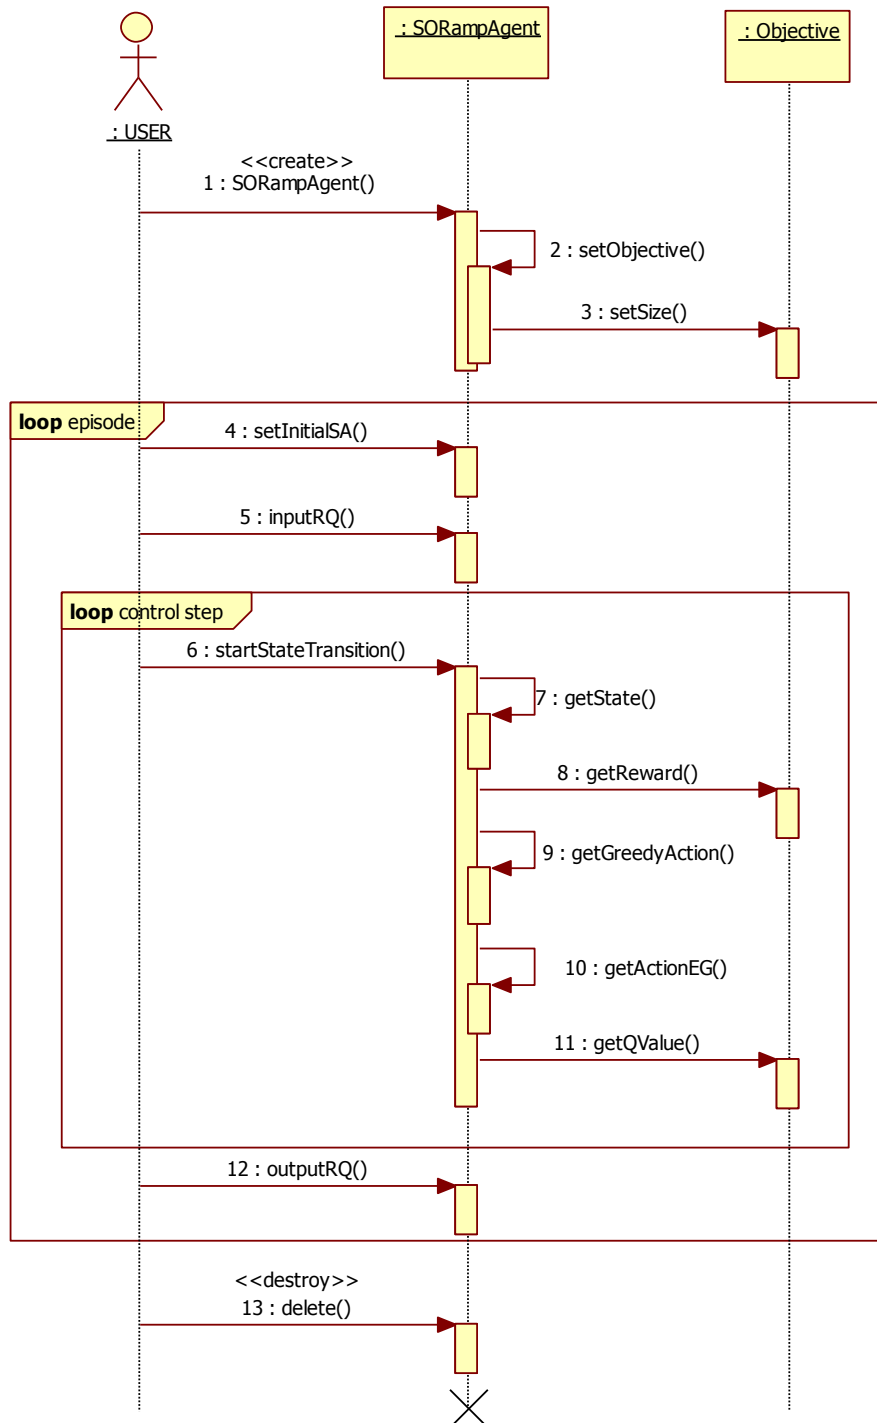 : SORampAgent
: Objective
: USER
<<create>>
1 : SORampAgent()
2 : setObjective()
3 : setSize()
loop episode
4 : setInitialSA()
5 : inputRQ()
loop control step
6 : startStateTransition()
7 : getState()
8 : getReward()
9 : getGreedyAction()
10 : getActionEG()
11 : getQValue()
12 : outputRQ()
<<destroy>>
13 : delete()